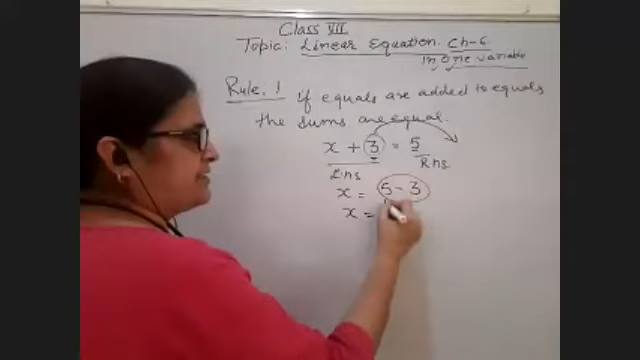 Class VII
Topic: Linear Equation. Ch-6
in One variable
Rule. 1 if equals are added to equals
the sums are equal.
x + 3 = 5
L.hs Rhs
x = 5 - 3
x =